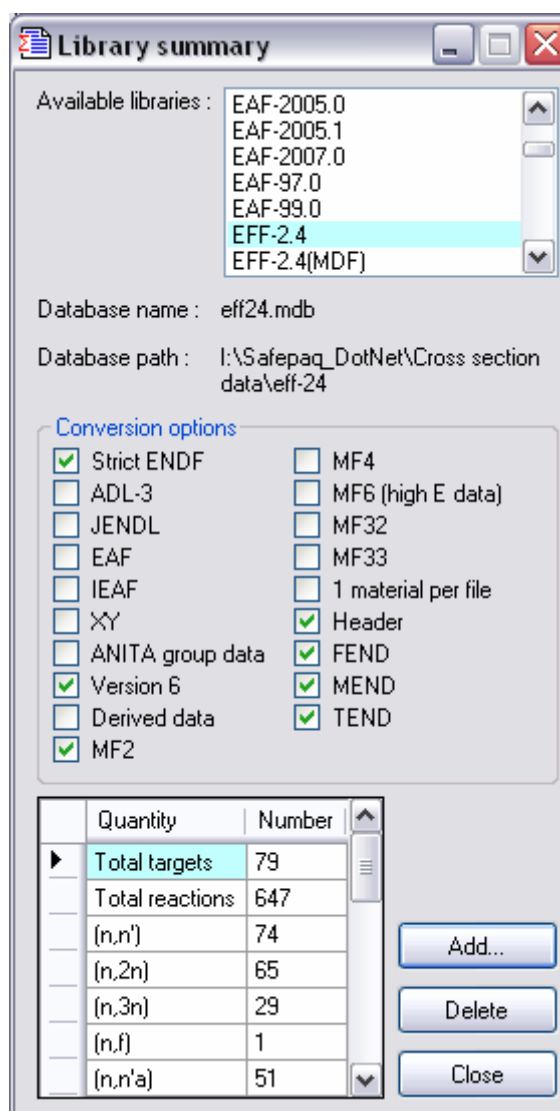 Library summary
Available libraries :
EAF-2005.0
EAF-2005.1
EAF-2007.0
EAF-97.0
EAF-99.0
EFF-2.4
EFF-2.4(MDF)
Database name : eff24.mdb
Database path : I:\Safepaq_DotNet\Cross section
data\eff-24
Conversion options
Strict ENDF
ADL-3
JENDL
EAF
IEAF
XY
ANITA group data
Version 6
Derived data
MF2
MF4
MF6 (high E data)
MF32
MF33
1 material per file
Header
FEND
MEND
TEND
Quantity Number
Total targets 79
Total reactions 647
(n,n') 74
(n,2n) 65
(n,3n) 29
(n,f) 1
(n,n'a) 51
Add...
Delete
Close